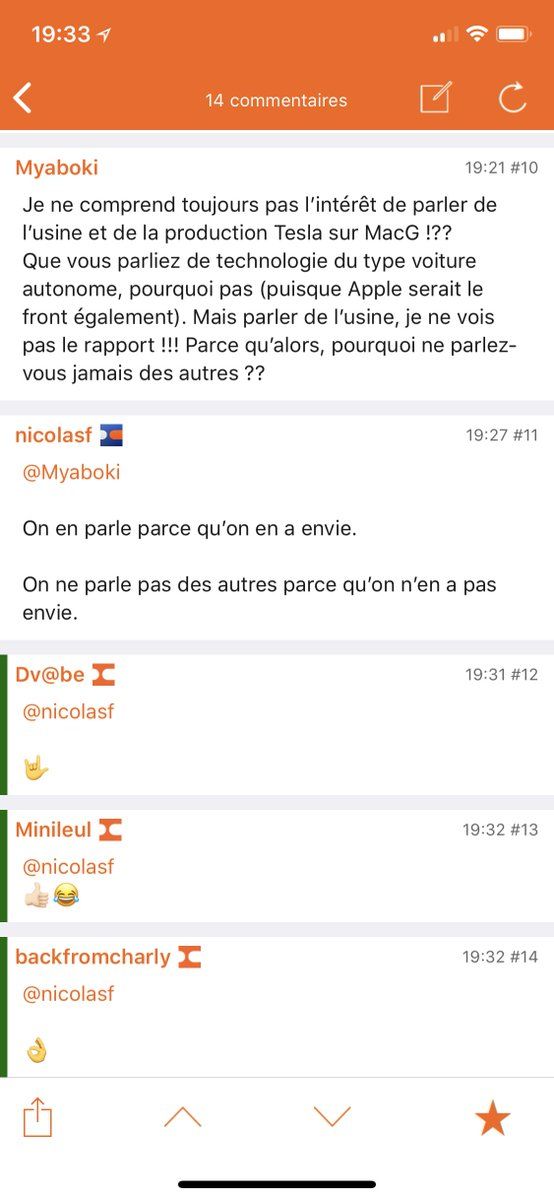 19:33
14 commentaires
Myaboki
19:21 #10
Je ne comprend toujours pas l’intérêt de parler de
l’usine et de la production Tesla sur MacG !??
Que vous parliez de technologie du type voiture
autonome, pourquoi pas (puisque Apple serait le
front également). Mais parler de l’usine, je ne vois
pas le rapport !!! Parce qu’alors, pourquoi ne parlez-
vous jamais des autres ??
nicolasf
19:27 #11
@Myaboki
On en parle parce qu’on en a envie.
On ne parle pas des autres parce qu’on n’en a pas
envie.
Dv@be
19:31 #12
@nicolasf
🤟
Minileul
19:32 #13
@nicolasf
👍🏻😂
backfromcharly
19:32 #14
@nicolasf
👌